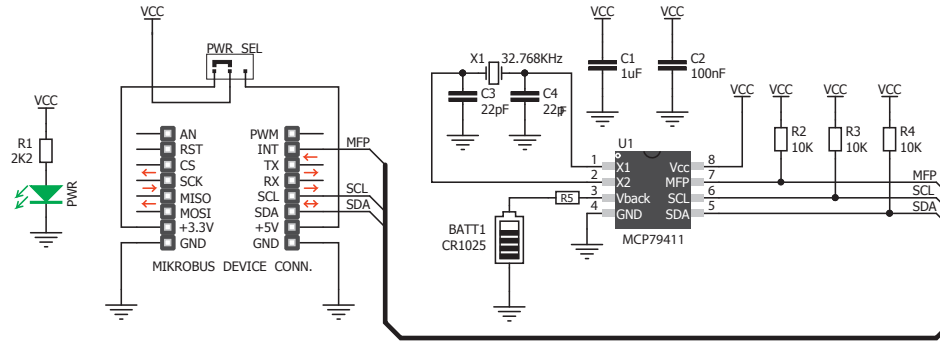 VCC
PWR SEL
VCC
R1
2K2
PWR
AN
RST
CS
SCK
MISO
MOSI
+3.3V
GND
PWM
INT
TX
RX
SCL
SDA
+5V
GND
MFP
SCL
SDA
MIKROBUS DEVICE CONN.
X1 32.768KHz
C3
22pF
C4
22pF
VCC
C1
1uF
VCC
C2
100nF
VCC
VCC
VCC
VCC
R2
10K
R3
10K
R4
10K
U1
1 X1 Vcc 8
2 X2 MFP 7
3 Vback SCL 6
4 GND SDA 5
MCP79411
R5
BATT1
CR1025
MFP
SCL
SDA